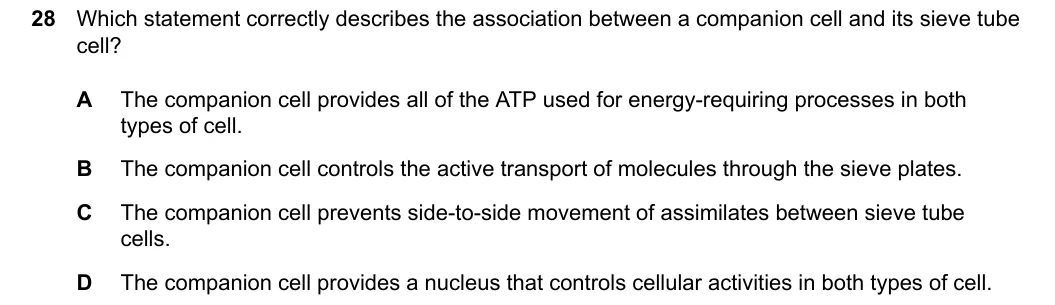 28 Which statement correctly describes the association between a companion cell and its sieve tube
cell?
A The companion cell provides all of the ATP used for energy-requiring processes in both
types of cell.
B The companion cell controls the active transport of molecules through the sieve plates.
C The companion cell prevents side-to-side movement of assimilates between sieve tube
cells.
D The companion cell provides a nucleus that controls cellular activities in both types of cell.